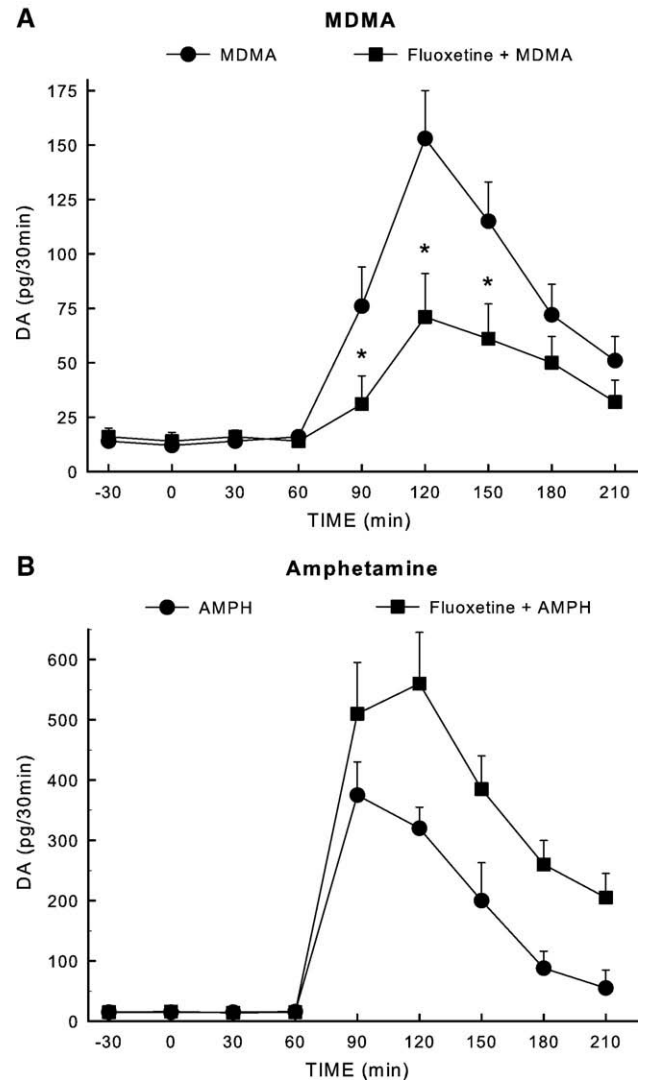 A MDMA
MDMA Fluoxetine + MDMA
175
150
125
100
75
50
25
0
DA (pg/30min)
*
*
*
-30 0 30 60 90 120 150 180 210
TIME (min)
B Amphetamine
AMPH Fluoxetine + AMPH
600
500
400
300
200
100
0
DA (pg/30min)
-30 0 30 60 90 120 150 180 210
TIME (min)